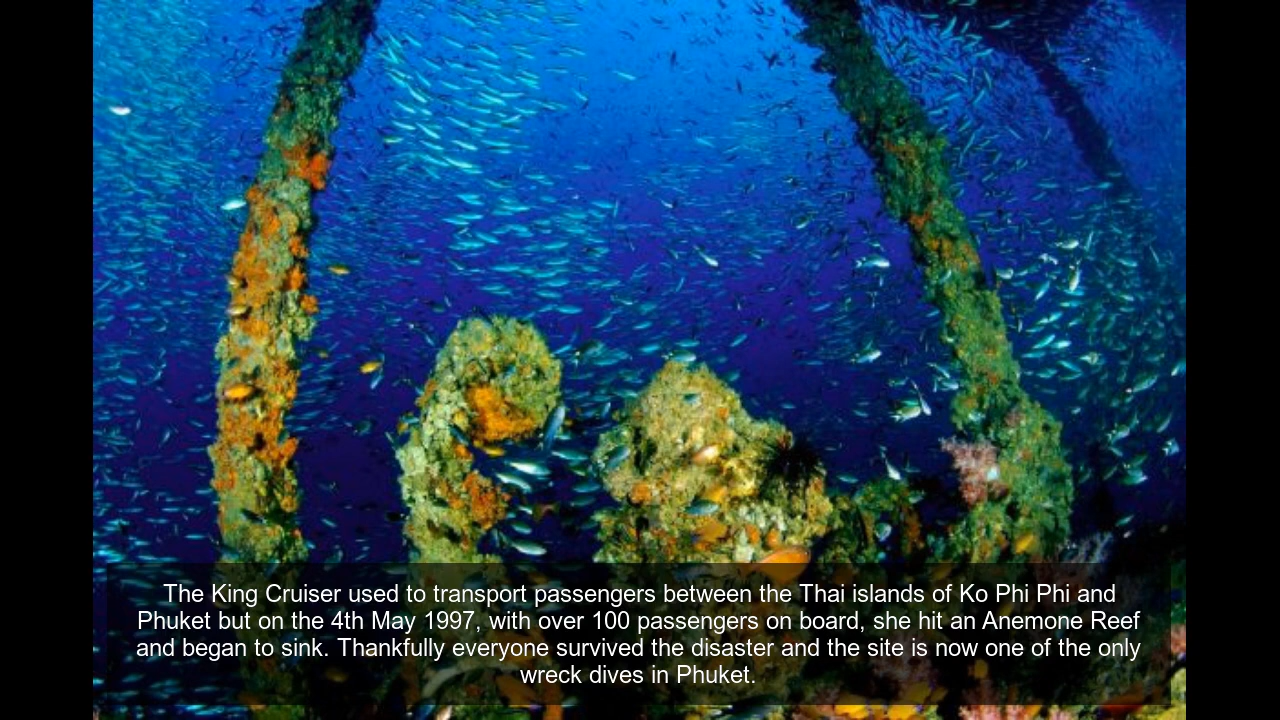 The King Cruiser used to transport passengers between the Thai islands of Ko Phi Phi and
Phuket but on the 4th May 1997, with over 100 passengers on board, she hit an Anemone Reef
and began to sink. Thankfully everyone survived the disaster and the site is now one of the only
wreck dives in Phuket.